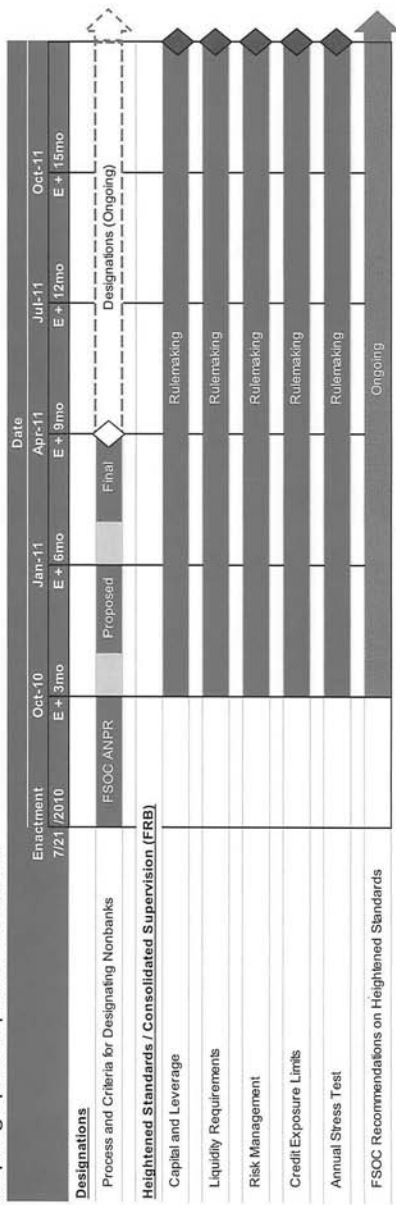 Date
Enactment Oct-10 Jan-11 Apr-11 Jul-11 Oct-11
7/21/2010 E + 3mo E + 6mo E + 9mo E + 12mo E + 15mo
Designations
Process and Criteria for Designating Nonbanks FSOC ANPR Proposed Final Designations (Ongoing)
Heightened Standards / Consolidated Supervision (FRB)
Capital and Leverage Rulemaking
Liquidity Requirements Rulemaking
Risk Management Rulemaking
Credit Exposure Limits Rulemaking
Annual Stress Test Rulemaking
FSOC Recommendations on Heightened Standards Ongoing